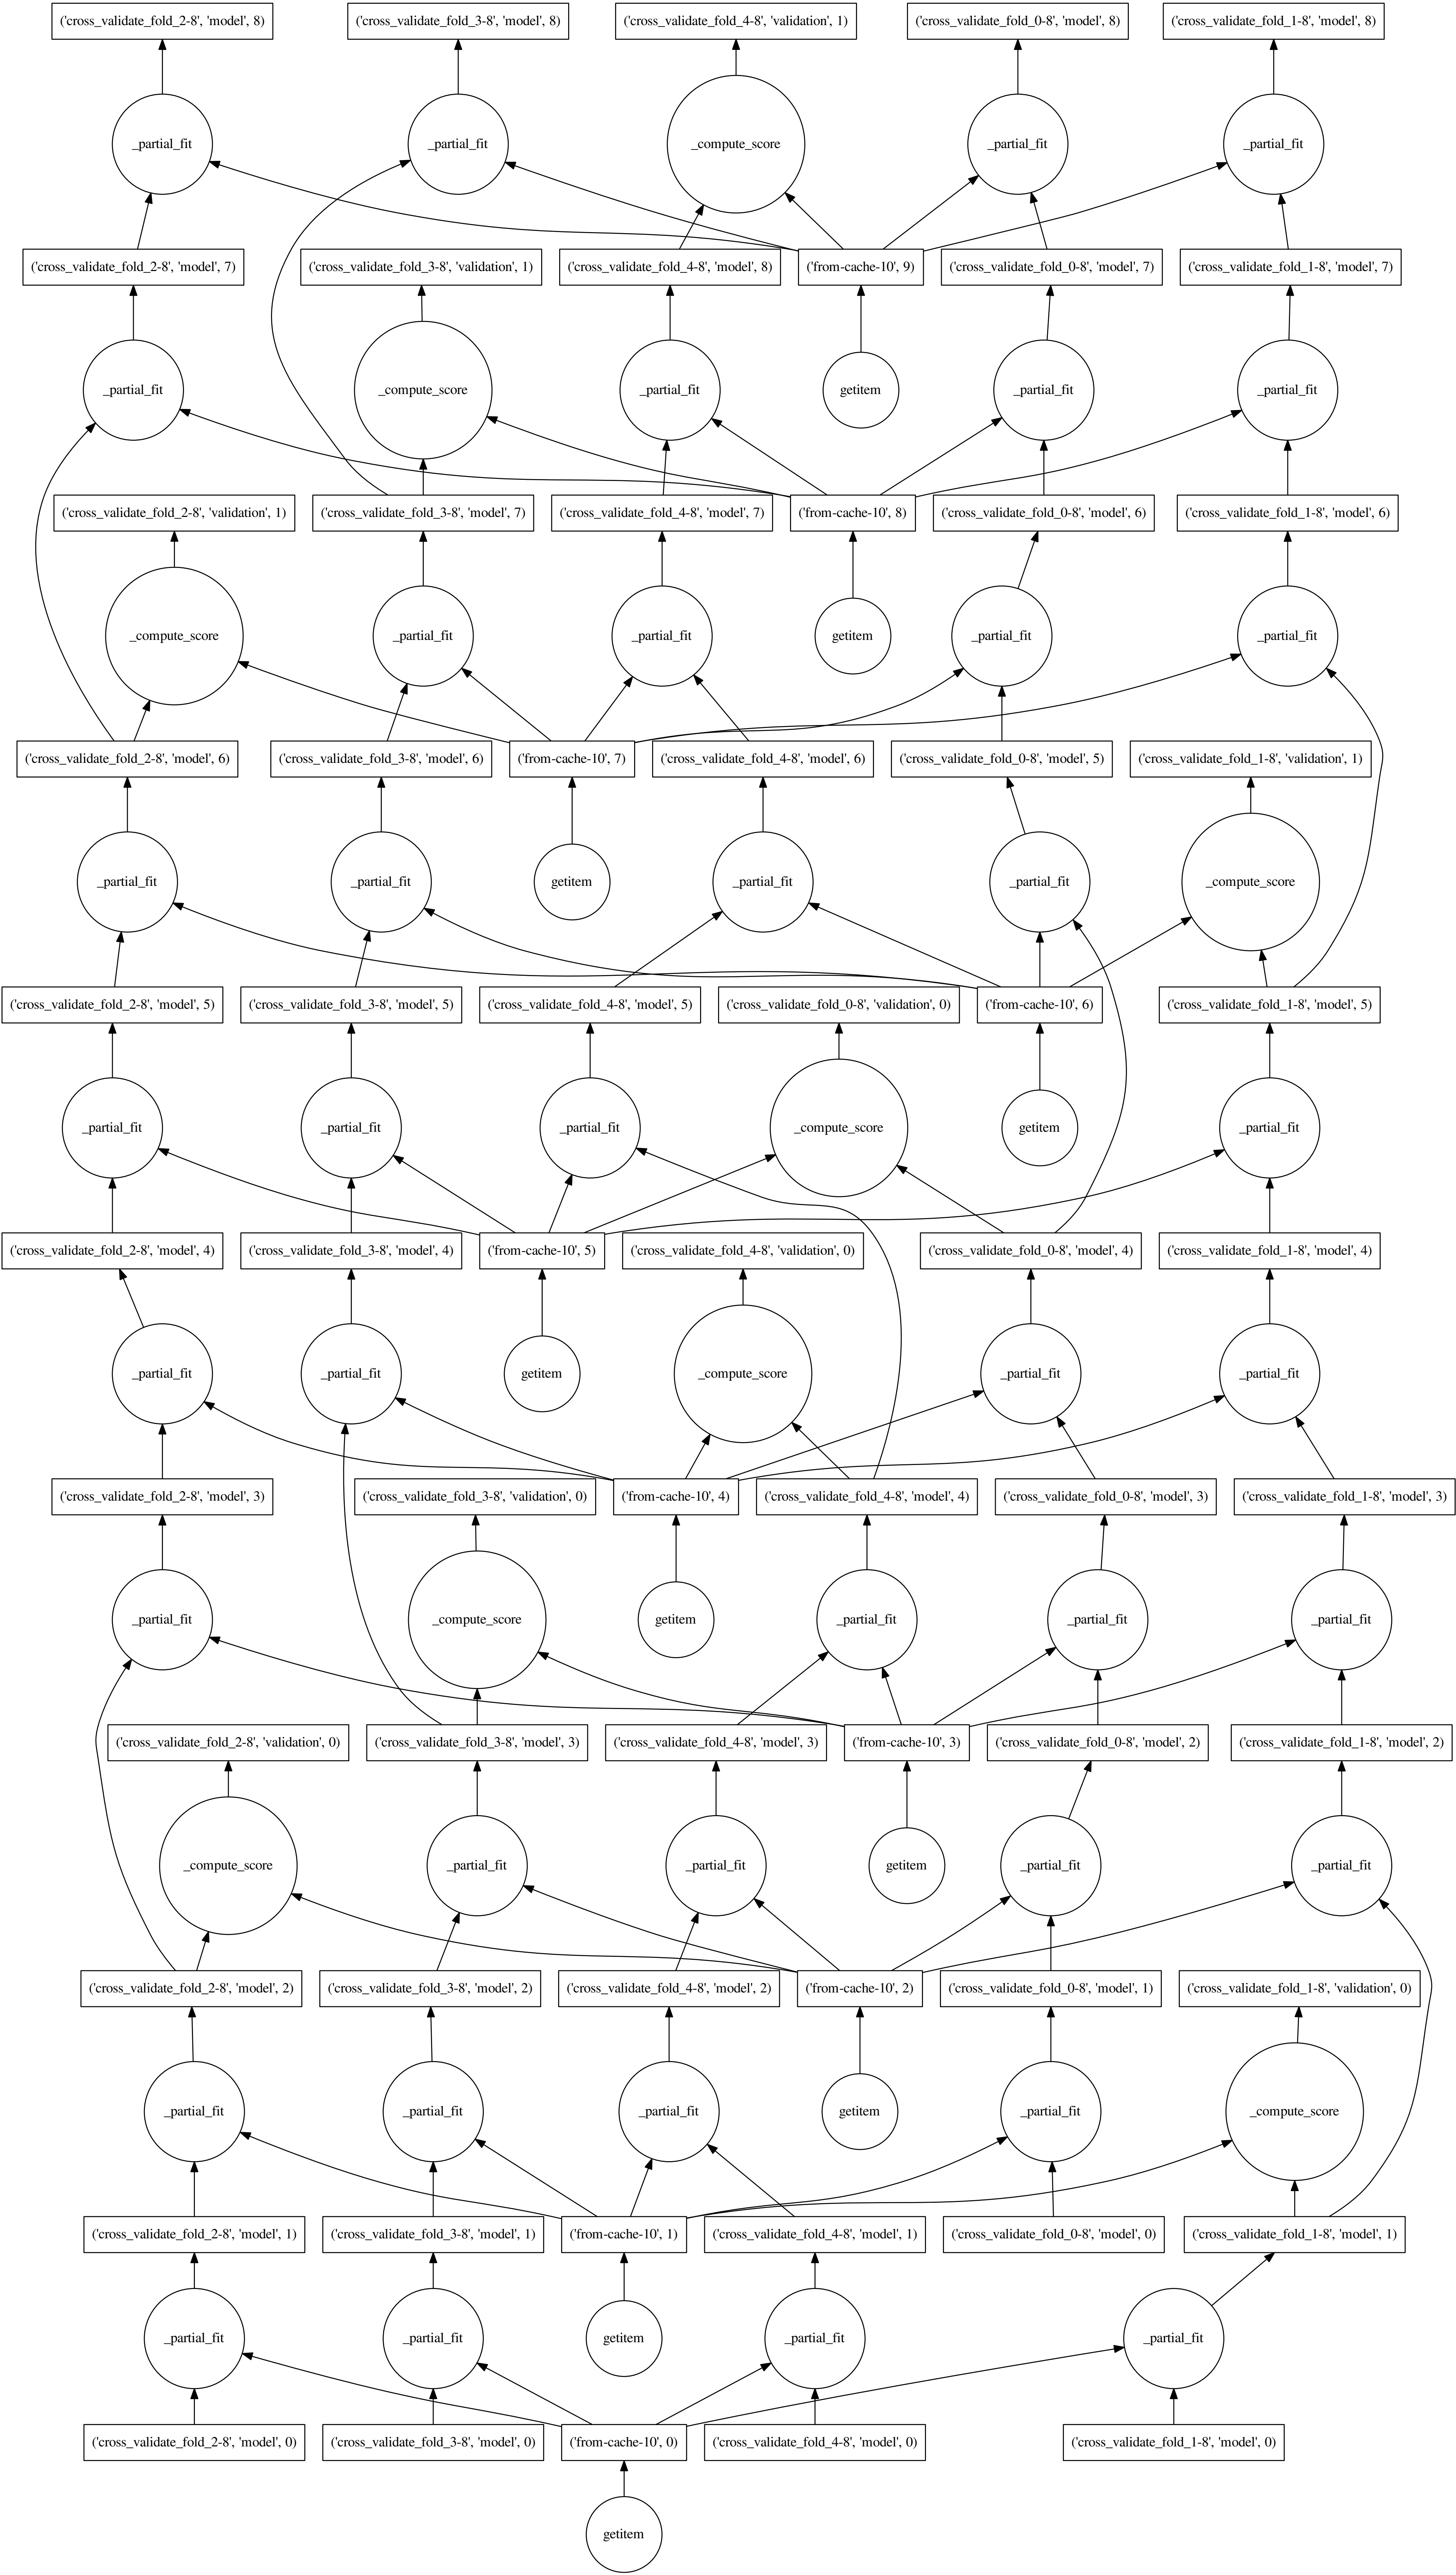 ('cross_validate_fold_2-8', 'model', 8)
('cross_validate_fold_3-8', 'model', 8)
('cross_validate_fold_4-8', 'validation', 1)
('cross_validate_fold_0-8', 'model', 8)
('cross_validate_fold_1-8', 'model', 8)
_partial_fit
_partial_fit
_compute_score
_partial_fit
_partial_fit
('cross_validate_fold_2-8', 'model', 7)
('cross_validate_fold_3-8', 'validation', 1)
('cross_validate_fold_4-8', 'model', 8)
('from-cache-10', 9)
('cross_validate_fold_0-8', 'model', 7)
('cross_validate_fold_1-8', 'model', 7)
_partial_fit
_compute_score
_partial_fit
getitem
_partial_fit
_partial_fit
('cross_validate_fold_2-8', 'validation', 1)
('cross_validate_fold_3-8', 'model', 7)
('cross_validate_fold_4-8', 'model', 7)
('from-cache-10', 8)
('cross_validate_fold_0-8', 'model', 6)
('cross_validate_fold_1-8', 'model', 6)
_compute_score
_partial_fit
_partial_fit
getitem
_partial_fit
_partial_fit
('cross_validate_fold_2-8', 'model', 6)
('cross_validate_fold_3-8', 'model', 6)
('from-cache-10', 7)
('cross_validate_fold_4-8', 'model', 6)
('cross_validate_fold_0-8', 'model', 5)
('cross_validate_fold_1-8', 'validation', 1)
_partial_fit
_partial_fit
getitem
_partial_fit
_partial_fit
_compute_score
('cross_validate_fold_2-8', 'model', 5)
('cross_validate_fold_3-8', 'model', 5)
('cross_validate_fold_4-8', 'model', 5)
('cross_validate_fold_0-8', 'validation', 0)
('from-cache-10', 6)
('cross_validate_fold_1-8', 'model', 5)
_partial_fit
_partial_fit
_partial_fit
_compute_score
getitem
_partial_fit
('cross_validate_fold_2-8', 'model', 4)
('cross_validate_fold_3-8', 'model', 4)
('from-cache-10', 5)
('cross_validate_fold_4-8', 'validation', 0)
('cross_validate_fold_0-8', 'model', 4)
('cross_validate_fold_1-8', 'model', 4)
_partial_fit
_partial_fit
getitem
_compute_score
_partial_fit
_partial_fit
('cross_validate_fold_2-8', 'model', 3)
('cross_validate_fold_3-8', 'validation', 0)
('from-cache-10', 4)
('cross_validate_fold_4-8', 'model', 4)
('cross_validate_fold_0-8', 'model', 3)
('cross_validate_fold_1-8', 'model', 3)
_partial_fit
_compute_score
getitem
_partial_fit
_partial_fit
_partial_fit
('cross_validate_fold_2-8', 'validation', 0)
('cross_validate_fold_3-8', 'model', 3)
('cross_validate_fold_4-8', 'model', 3)
('from-cache-10', 3)
('cross_validate_fold_0-8', 'model', 2)
('cross_validate_fold_1-8', 'model', 2)
_compute_score
_partial_fit
_partial_fit
getitem
_partial_fit
_partial_fit
('cross_validate_fold_2-8', 'model', 2)
('cross_validate_fold_3-8', 'model', 2)
('cross_validate_fold_4-8', 'model', 2)
('from-cache-10', 2)
('cross_validate_fold_0-8', 'model', 1)
('cross_validate_fold_1-8', 'validation', 0)
_partial_fit
_partial_fit
_partial_fit
getitem
_partial_fit
_compute_score
('cross_validate_fold_2-8', 'model', 1)
('cross_validate_fold_3-8', 'model', 1)
('from-cache-10', 1)
('cross_validate_fold_4-8', 'model', 1)
('cross_validate_fold_0-8', 'model', 0)
('cross_validate_fold_1-8', 'model', 1)
_partial_fit
_partial_fit
getitem
_partial_fit
_partial_fit
('cross_validate_fold_2-8', 'model', 0)
('cross_validate_fold_3-8', 'model', 0)
('from-cache-10', 0)
('cross_validate_fold_4-8', 'model', 0)
('cross_validate_fold_1-8', 'model', 0)
getitem